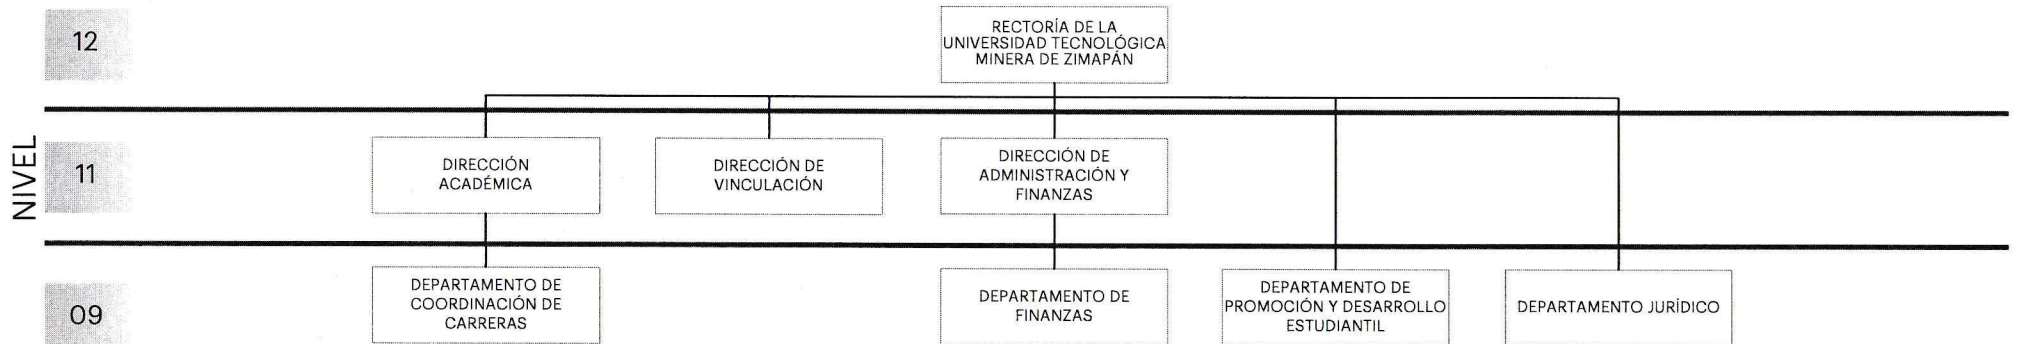 12
RECTORÍA DE LA
UNIVERSIDAD TECNOLÓGICA
MINERA DE ZIMAPÁN
NIVEL
11
DIRECCIÓN
ACADÉMICA
DIRECCIÓN DE
VINCULACIÓN
DIRECCIÓN DE
ADMINISTRACIÓN Y
FINANZAS
09
DEPARTAMENTO DE
COORDINACIÓN DE
CARRERAS
DEPARTAMENTO DE
FINANZAS
DEPARTAMENTO DE
PROMOCIÓN Y DESARROLLO
ESTUDIANTIL
DEPARTAMENTO JURÍDICO